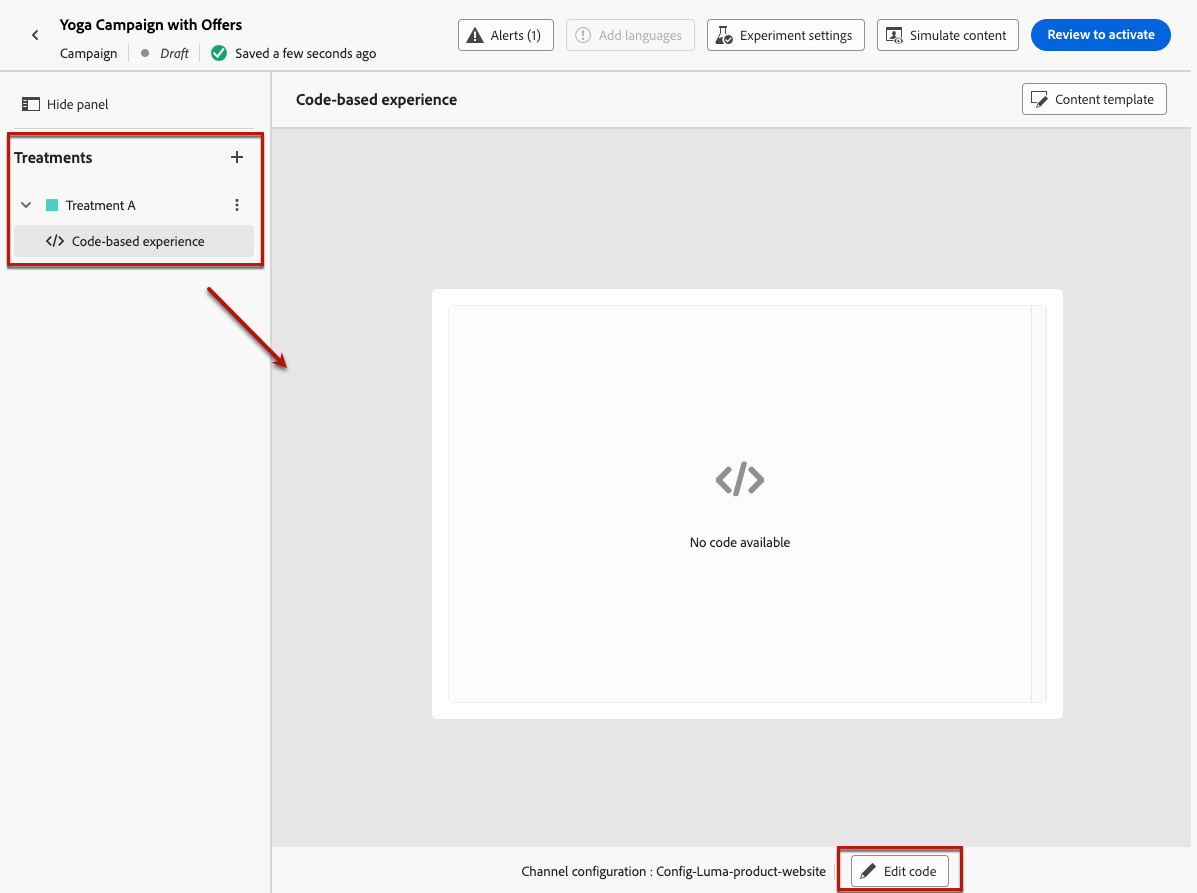 Yoga Campaign with Offers
Campaign Draft Saved a few seconds ago
Alerts (1) Add languages Experiment settings Simulate content Review to activate
Hide panel
Code-based experience Content template
Treatments
Treatment A
Code-based experience
No code available
Channel configuration : Config-Luma-product-website Edit code